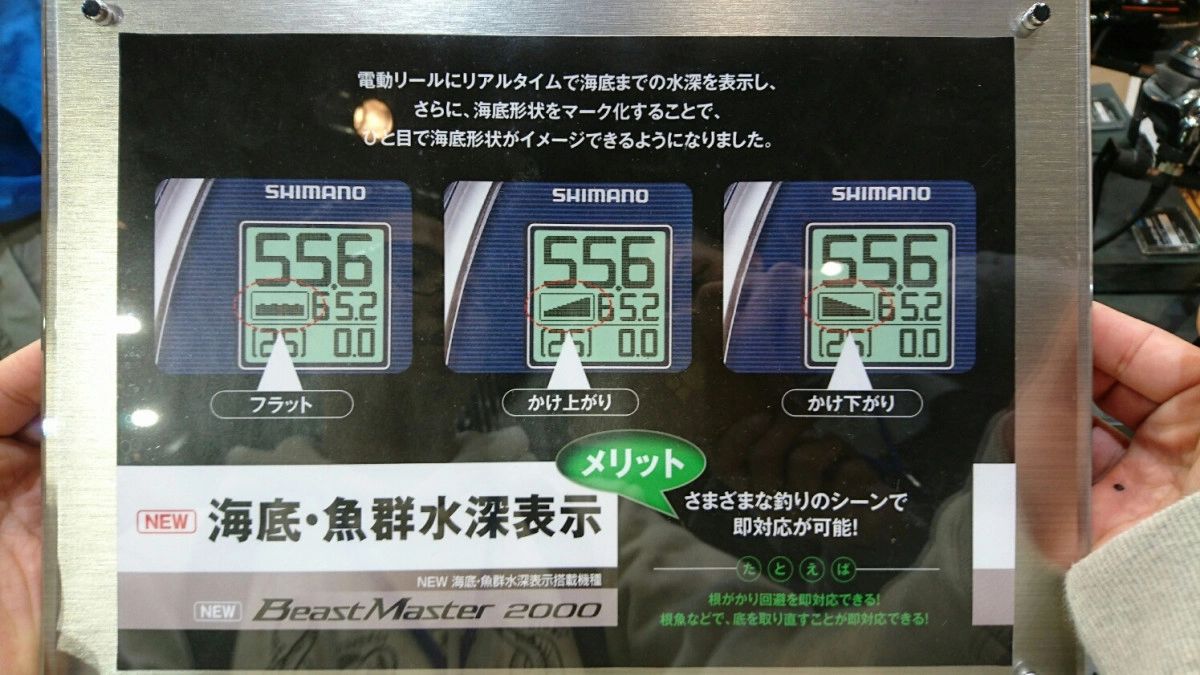 電動リールにリアルタイムで海底までの水深を表示し、
さらに、海底形状をマーク化することで、
ひと目で海底形状がイメージできるようになりました。
SHIMANO
55.6
B 5.2
0.0
フラット
SHIMANO
55.6
B 5.2
0.0
かけ上がり
SHIMANO
55.6
B 5.2
0.0
かけ下がり
メリット
さまざまな釣りのシーンで
即対応が可能!
たとえば
根がかり回避を即対応できる!
根魚などで、底を取り直すことが即対応できる!
NEW 海底・魚群水深表示
NEW 海底・魚群水深表示搭載機種
NEW BeastMaster 2000